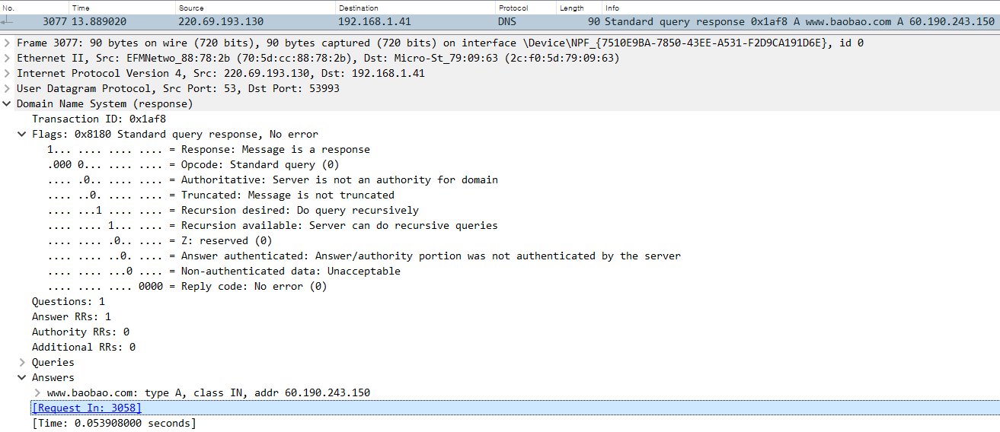 No. Time Source Destination Protocol Length Info
3077 13.889020 220.69.193.130 192.168.1.41 DNS 90 Standard query response 0x1af8 A www.baobao.com A 60.190.243.150
Frame 3077: 90 bytes on wire (720 bits), 90 bytes captured (720 bits) on interface \Device\NPF_{7510E9BA-7850-43EE-A531-F2D9CA191D6E}, id 0
Ethernet II, Src: EFMNetwo_88:78:2b (70:5d:cc:88:78:2b), Dst: Micro-St_79:09:63 (2c:f0:5d:79:09:63)
Internet Protocol Version 4, Src: 220.69.193.130, Dst: 192.168.1.41
User Datagram Protocol, Src Port: 53, Dst Port: 53993
Domain Name System (response)
Transaction ID: 0x1af8
Flags: 0x8180 Standard query response, No error
1... .... .... .... = Response: Message is a response
.000 0... .... .... = Opcode: Standard query (0)
.... .0.. .... .... = Authoritative: Server is not an authority for domain
.... ..0. .... .... = Truncated: Message is not truncated
.... ...1 .... .... = Recursion desired: Do query recursively
.... .... 1... .... = Recursion available: Server can do recursive queries
.... .... .0.. .... = Z: reserved (0)
.... .... ..0. .... = Answer authenticated: Answer/authority portion was not authenticated by the server
.... .... ...0 .... = Non-authenticated data: Unacceptable
.... .... .... 0000 = Reply code: No error (0)
Questions: 1
Answer RRs: 1
Authority RRs: 0
Additional RRs: 0
Queries
Answers
www.baobao.com: type A, class IN, addr 60.190.243.150
[Request In: 3058]
[Time: 0.053908000 seconds]